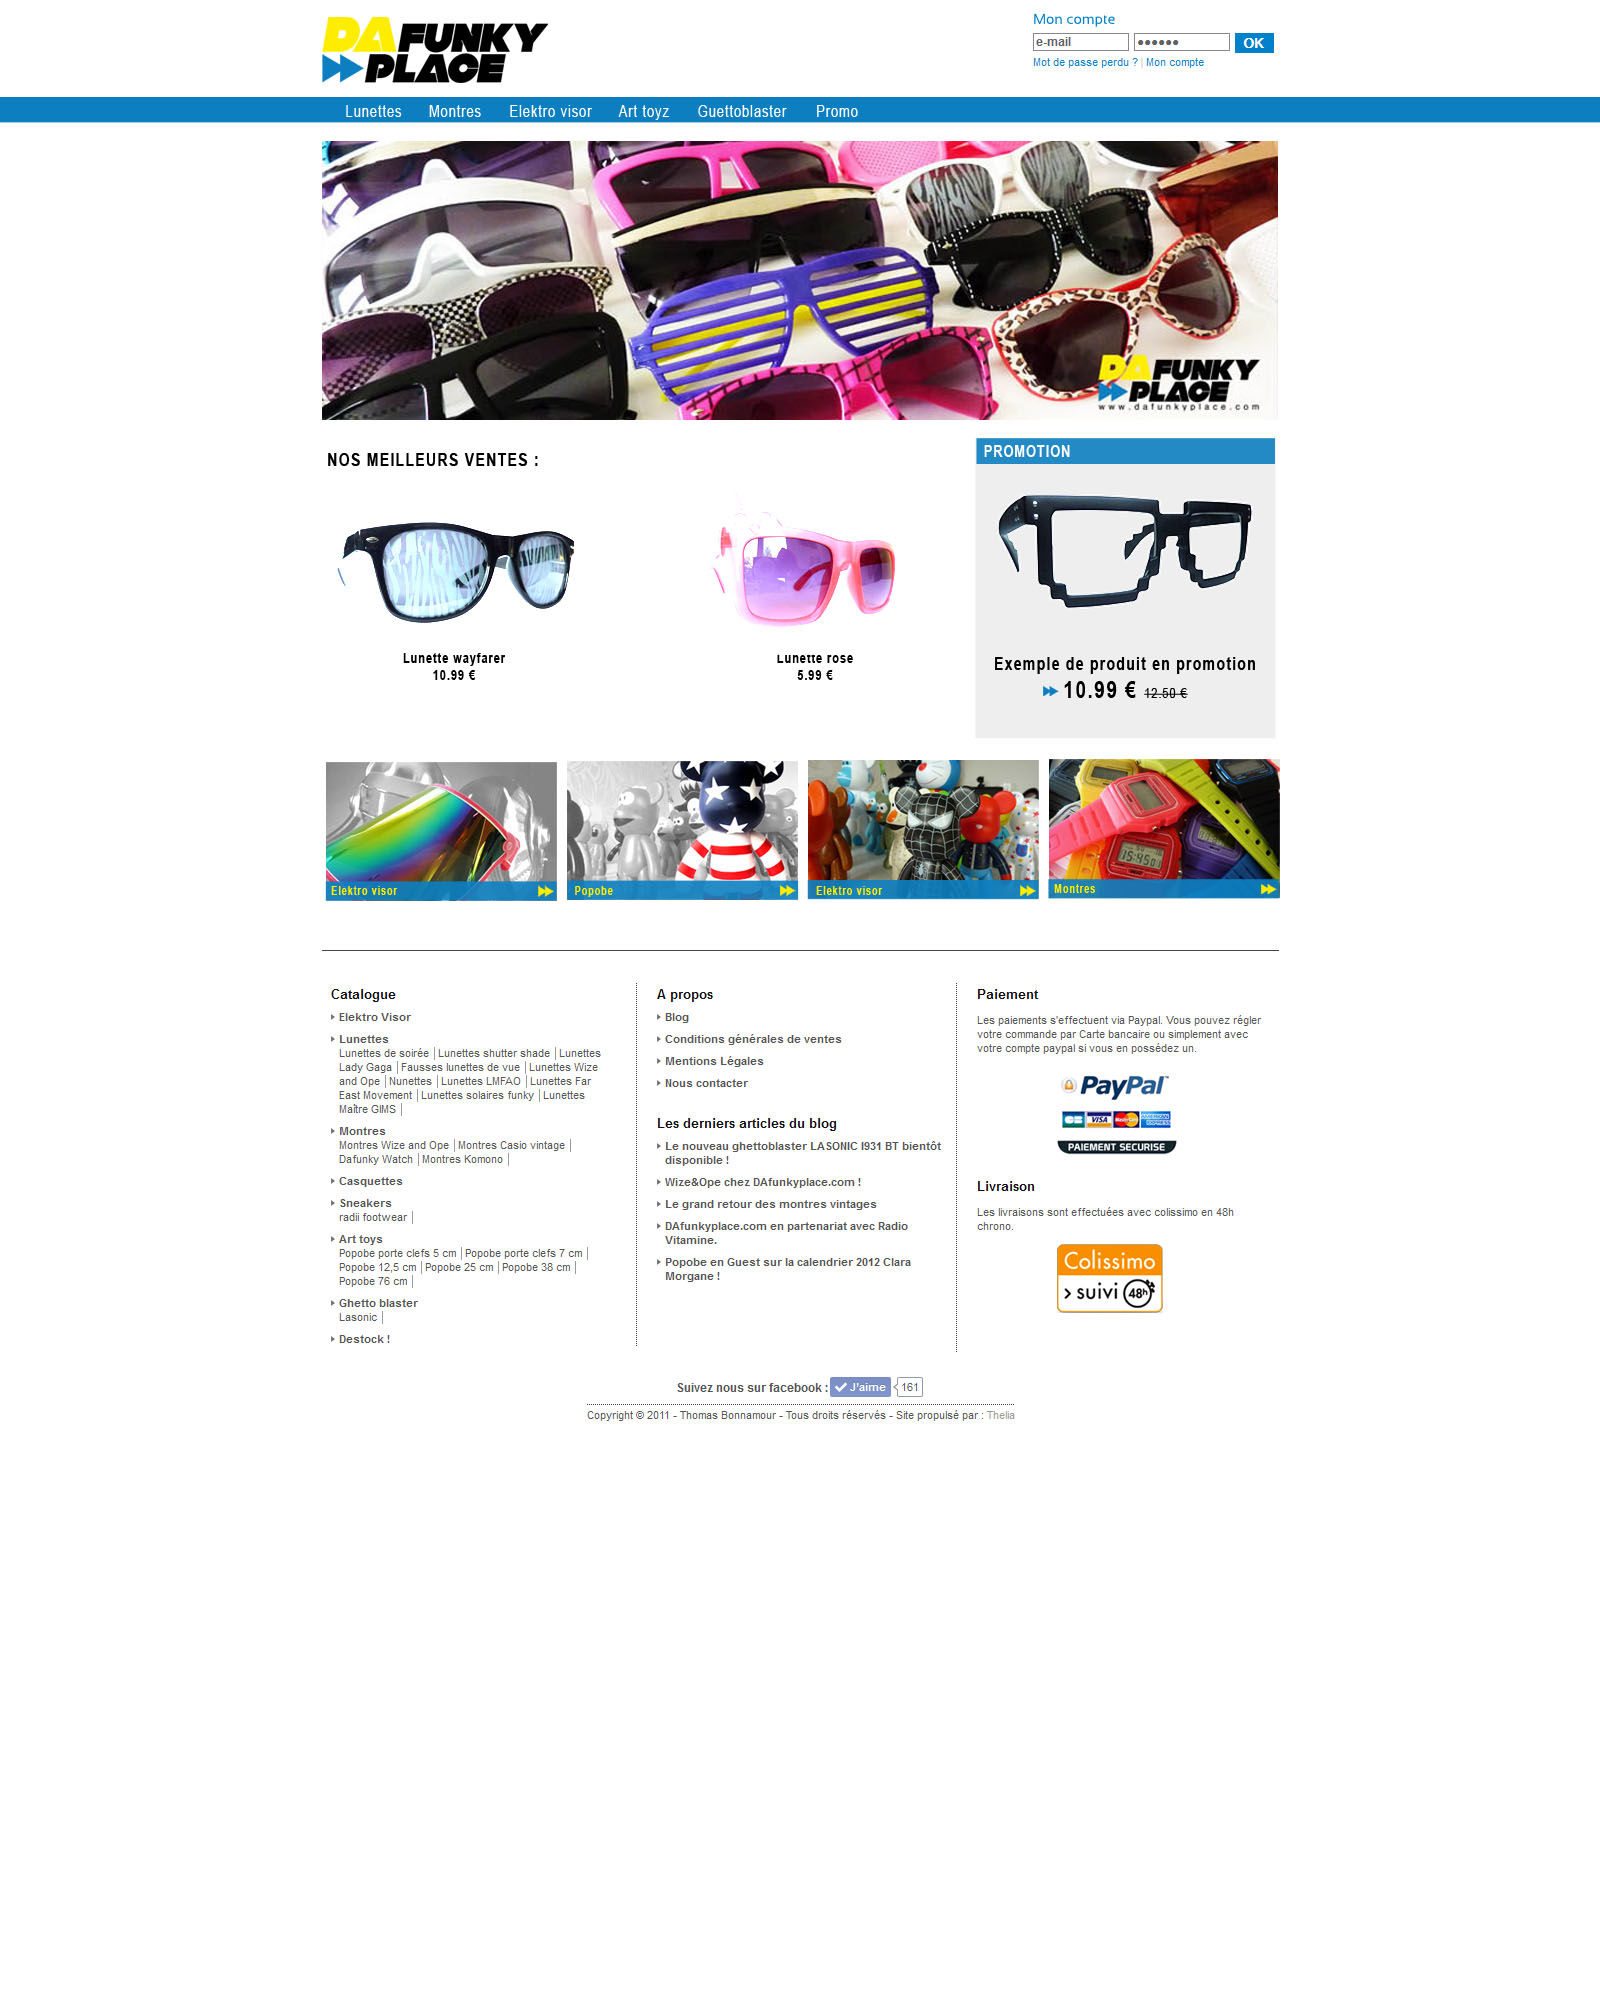 DAFUNKY
PLACE
Mon compte
e-mail
●●●●●● OK
Mot de passe perdu ? | Mon compte
Lunettes Montres Elektro visor Art toyz Guettoblaster Promo
DAFUNKY
PLACE
www.dafunkyplace.com
NOS MEILLEURS VENTES :
Lunette wayfarer
10.99 €
Lunette rose
5.99 €
PROMOTION
Exemple de produit en promotion
10.99 € 12.50 €
Elektro visor
Popobe
Elektro visor
15:45 01
Montres
Catalogue
Elektro Visor
Lunettes
Lunettes de soirée | Lunettes shutter shade | Lunettes
Lady Gaga | Fausses lunettes de vue | Lunettes Wize
and Ope | Nunettes | Lunettes LMFAO | Lunettes Far
East Movement | Lunettes solaires funky | Lunettes
Maître GIMS |
Montres
Montres Wize and Ope | Montres Casio vintage |
Dafunky Watch | Montres Komono |
Casquettes
Sneakers
radii footwear |
Art toys
Popobe porte clefs 5 cm | Popobe porte clefs 7 cm |
Popobe 12,5 cm | Popobe 25 cm | Popobe 38 cm |
Popobe 76 cm |
Ghetto blaster
Lasonic |
Destock !
A propos
Blog
Conditions générales de ventes
Mentions Légales
Nous contacter
Les derniers articles du blog
Le nouveau ghettoblaster LASONIC I931 BT bientôt
disponible !
Wize&Ope chez DAfunkyplace.com !
Le grand retour des montres vintages
DAfunkyplace.com en partenariat avec Radio
Vitamine.
Popobe en Guest sur la calendrier 2012 Clara
Morgane !
Paiement
Les paiements s'effectuent via Paypal. Vous pouvez régler
votre commande par Carte bancaire ou simplement avec
votre compte paypal si vous en possédez un.
PayPal™
CB VISA MasterCard AMERICAN EXPRESS
PAIEMENT SECURISE
Livraison
Les livraisons sont effectuées avec colissimo en 48h
chrono.
Colissimo
> suivi 48h
Suivez nous sur facebook : J'aime 161
Copyright © 2011 - Thomas Bonnamour - Tous droits réservés - Site propulsé par : Thelia